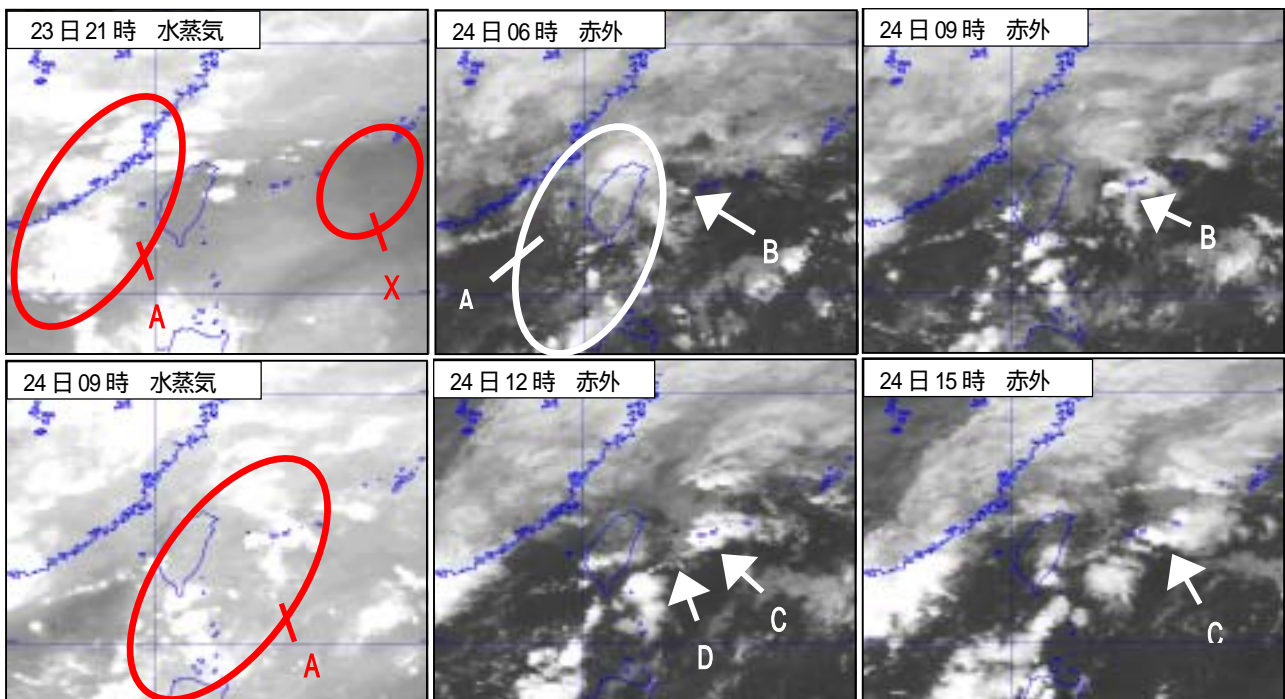 23日21時 水蒸気
A
X
24日06時 赤外
A
B
24日09時 赤外
B
24日09時 水蒸気
A
24日12時 赤外
C
D
24日15時 赤外
C